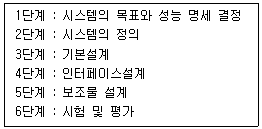 1단계 : 시스템의 목표와 성능 명세 결정
2단계 : 시스템의 정의
3단계 : 기본설계
4단계 : 인터페이스설계
5단계 : 보조물 설계
6단계 : 시험 및 평가